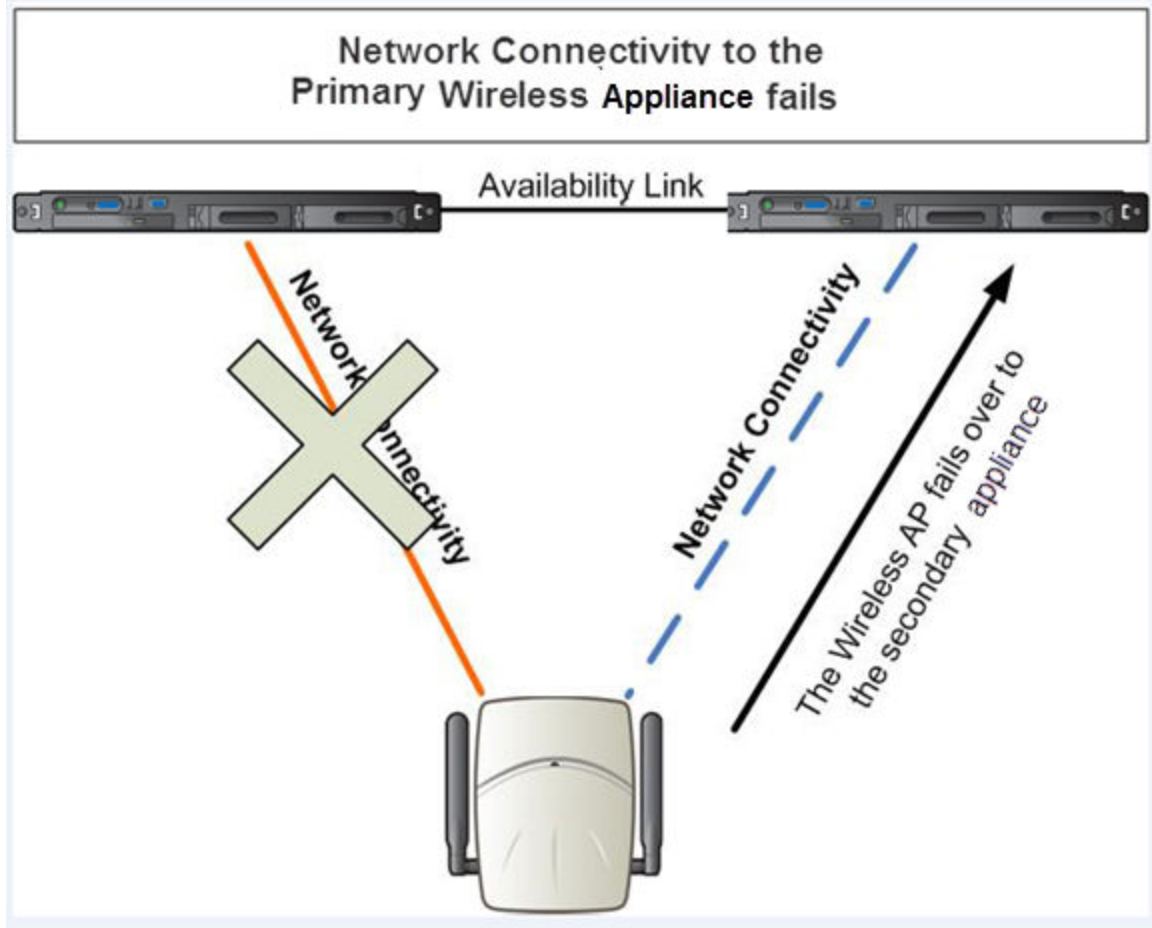 Network Connectivity to the
Primary Wireless Appliance fails
Availability Link
Network Connectivity
Network Connectivity
The Wireless AP fails over to
the secondary appliance